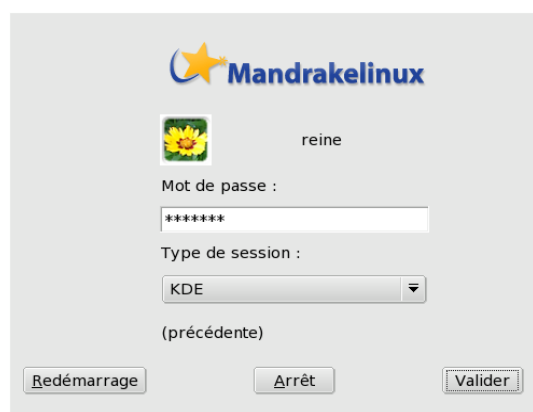 Mandrakelinux
reine
Mot de passe :
*******
Type de session :
KDE
(précédente)
Redémarrage
Arrêt
Valider